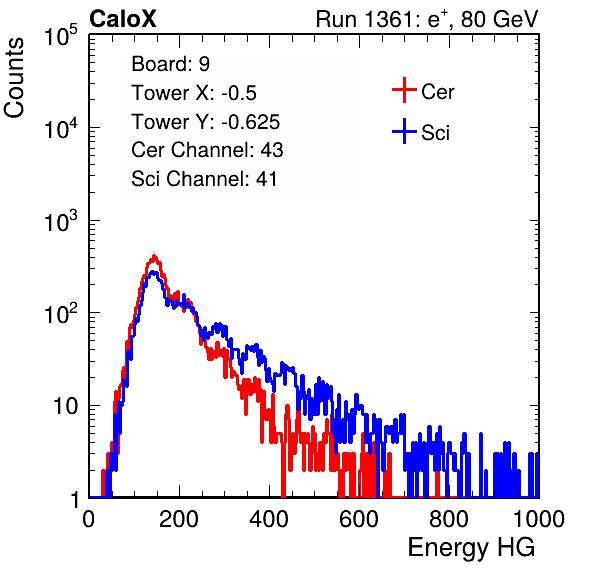 CaloX Run 1361: e⁺, 80 GeV
Counts
Board: 9
Tower X: -0.5
Tower Y: -0.625
Cer Channel: 43
Sci Channel: 41
Cer
Sci
10⁵
10⁴
10³
10²
10
1
0 200 400 600 800 1000
Energy HG